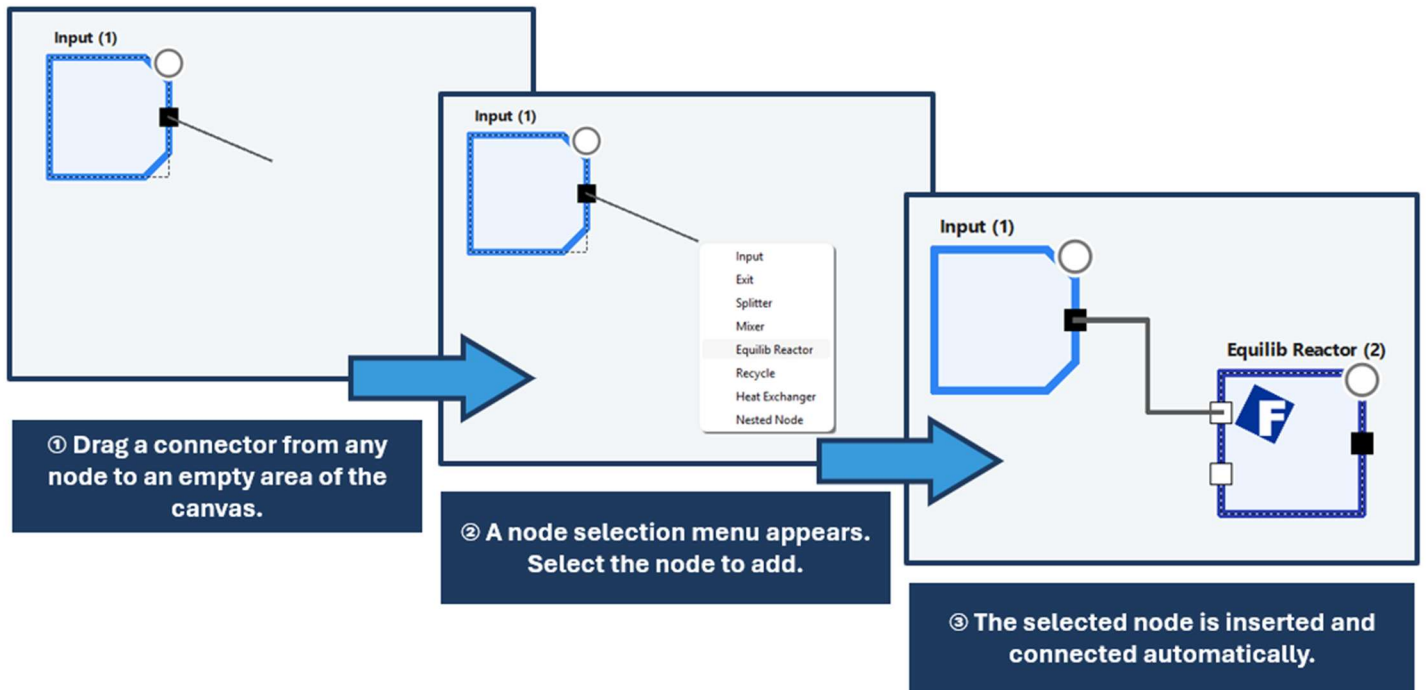 Input (1)
① Drag a connector from any
node to an empty area of the
canvas.
Input (1)
Input
Exit
Splitter
Mixer
Equilib Reactor
Recycle
Heat Exchanger
Nested Node
② A node selection menu appears.
Select the node to add.
Input (1)
Equilib Reactor (2)
F
③ The selected node is inserted and
connected automatically.